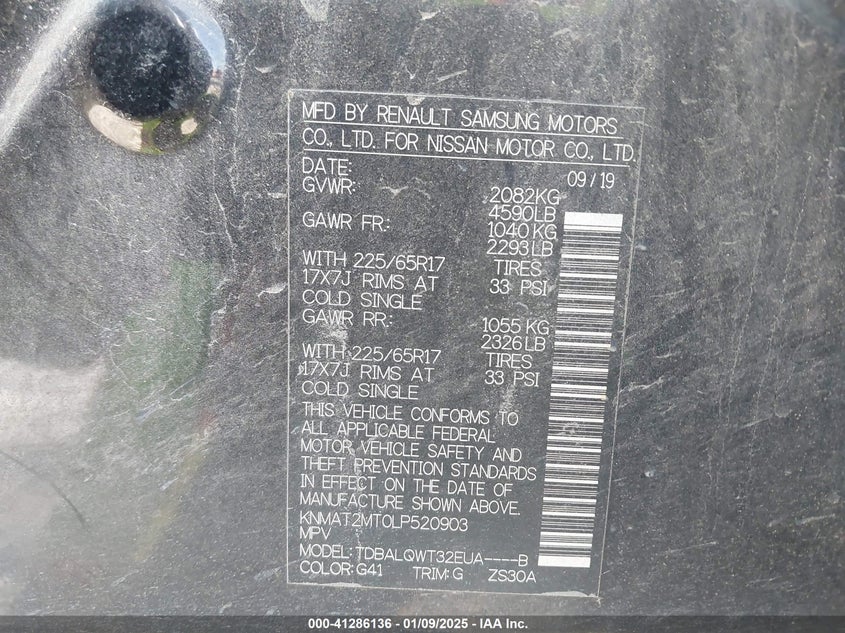 MFD BY RENAULT SAMSUNG MOTORS
CO., LTD. FOR NISSAN MOTOR CO., LTD.
DATE: 09/19
GVWR: 2082KG
4590LB
GAWR FR: 1040KG
2293LB
WITH 225/65R17 TIRES
17X7J RIMS AT 33 PSI
COLD SINGLE
GAWR RR: 1055KG
2326LB
WITH 225/65R17 TIRES
17X7J RIMS AT 33 PSI
COLD SINGLE
THIS VEHICLE CONFORMS TO
ALL APPLICABLE FEDERAL
MOTOR VEHICLE SAFETY AND
THEFT PREVENTION STANDARDS
IN EFFECT ON THE DATE OF
MANUFACTURE SHOWN ABOVE.
KNMAT2MT0LP520903
MPV
MODEL: TDBALQWT32EUA----B
COLOR: G41 TRIM: G ZS30A
000-41286136 - 01/09/2025 - IAA Inc.